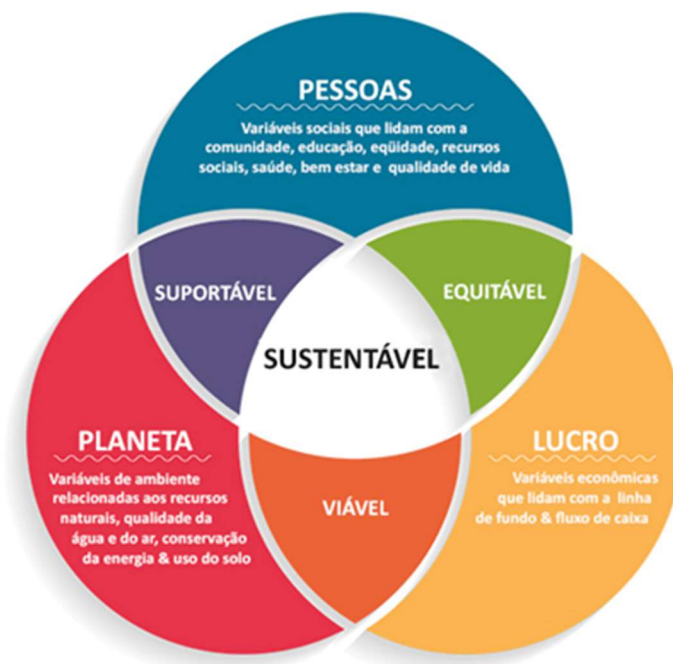 PESSOAS
Variáveis sociais que lidam com a
comunidade, educação, eqüidade, recursos
sociais, saúde, bem estar e qualidade de vida
SUPORTÁVEL
EQUITÁVEL
SUSTENTÁVEL
PLANETA
Variáveis de ambiente
relacionadas aos recursos
naturais, qualidade da
água e do ar, conservação
da energia & uso do solo
LUCRO
Variáveis econômicas
que lidam com a linha
de fundo & fluxo de caixa
VIÁVEL